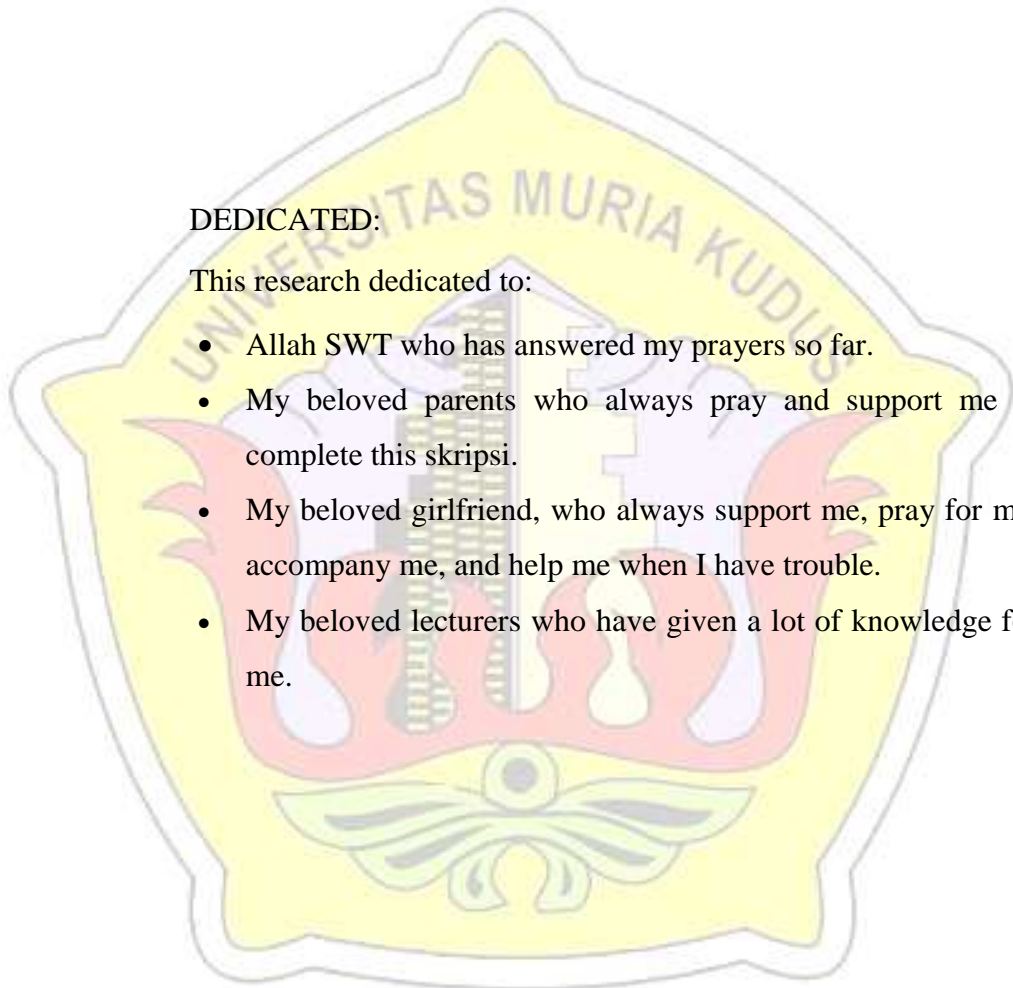 UNIVERSITAS MURIA KUDUS
DEDICATED:
This research dedicated to:
• Allah SWT who has answered my prayers so far.
• My beloved parents who always pray and support me
complete this skripsi.
• My beloved girlfriend, who always support me, pray for m
accompany me, and help me when I have trouble.
• My beloved lecturers who have given a lot of knowledge f
me.